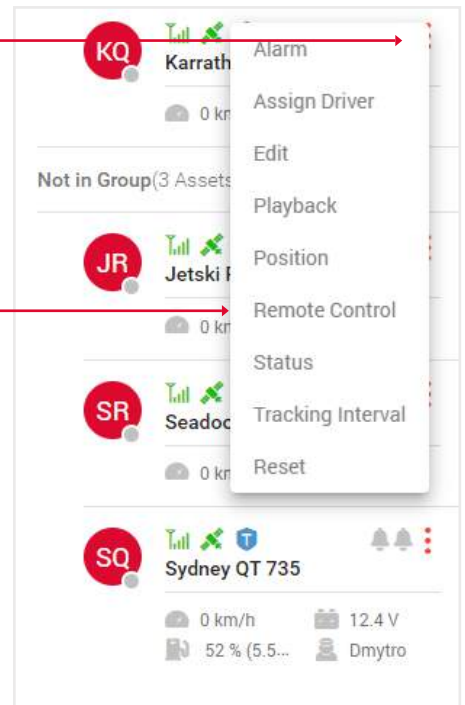 KQ
Karrath
0 km
Alarm
Assign Driver
Edit
Playback
Position
Remote Control
Status
Tracking Interval
Reset
Not in Group(3 Assets
JR
Jetski
0 km
SR
Seadoo
0 km
SQ
T
Sydney QT 735
0 km/h
12.4 V
52 % (5.5...
Dmytro